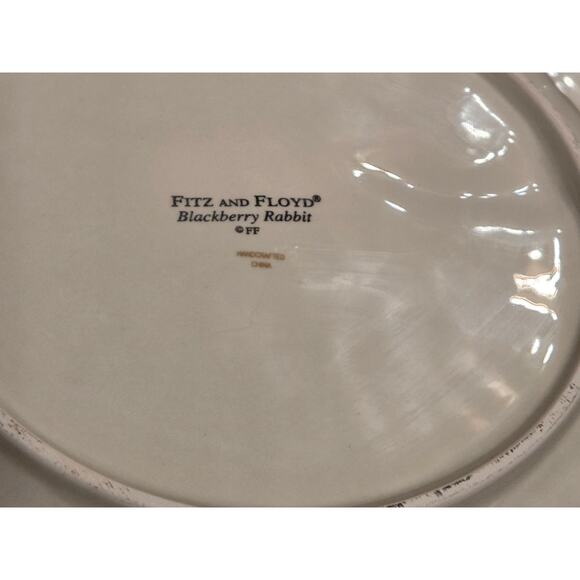 FITZ AND FLOYD®
Blackberry Rabbit
©FF
HANDCRAFTED
CHINA